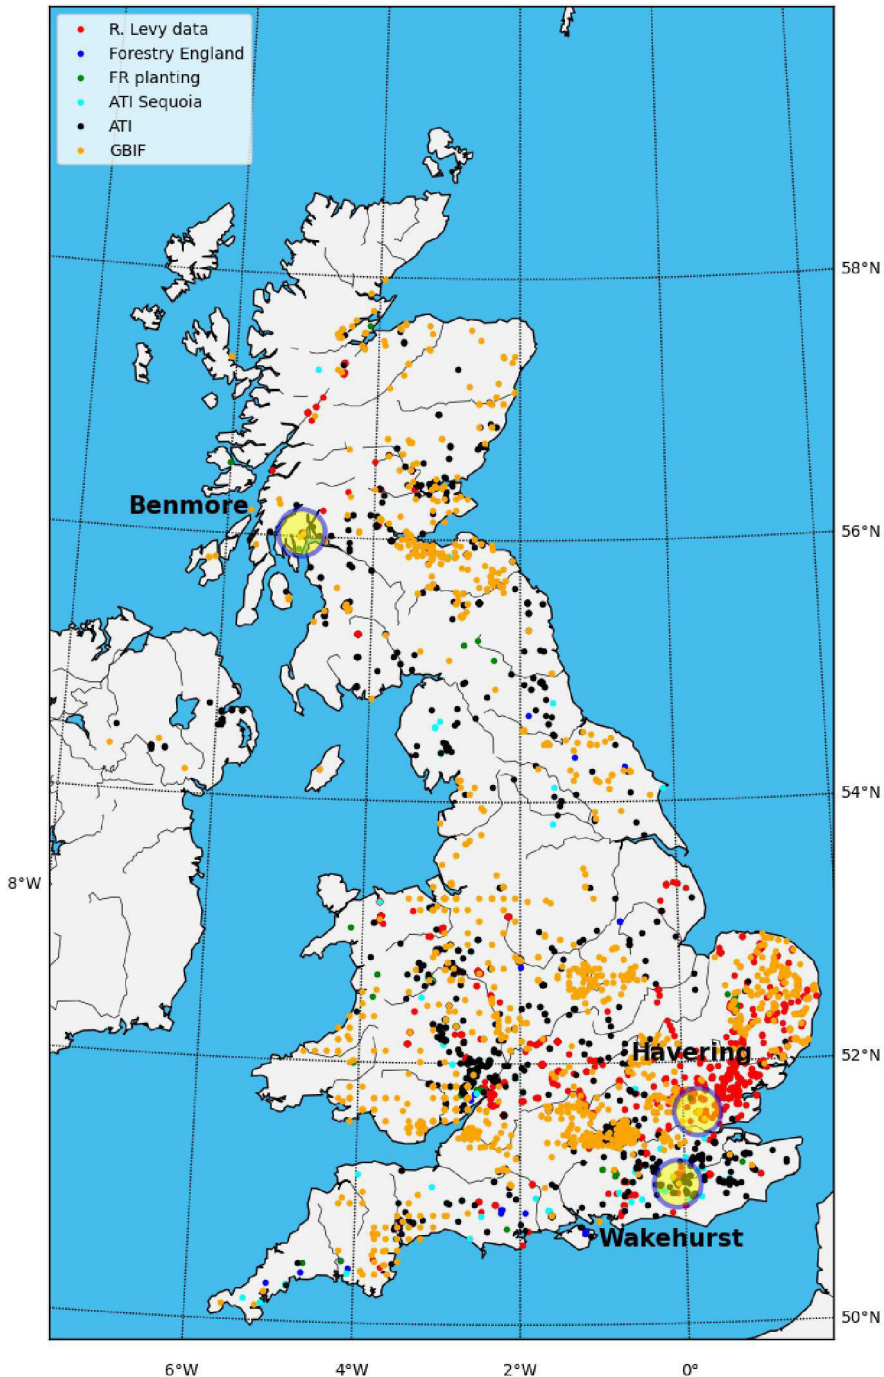 R. Levy data
Forestry England
FR planting
ATI Sequoia
ATI
GBIF
58°N
Benmore
56°N
54°N
8°W
Havering
52°N
Wakehurst
50°N
6°W 4°W 2°W 0°